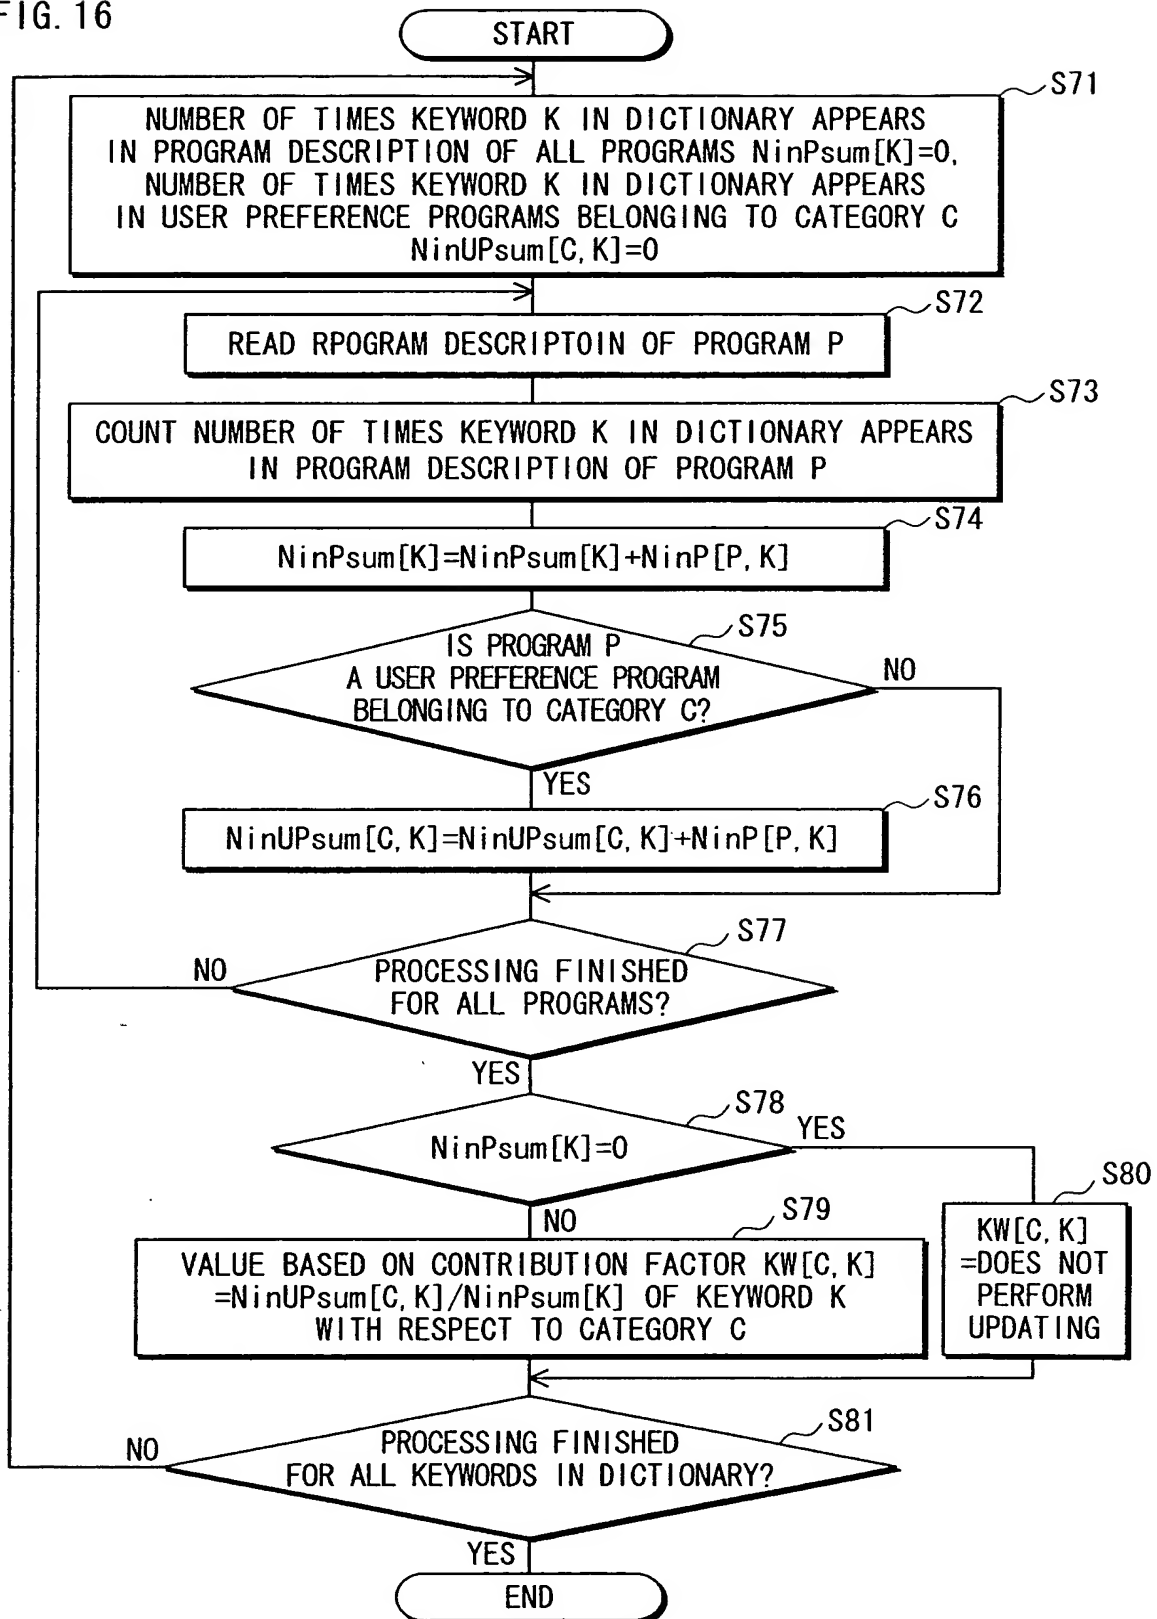 FIG. 16
START
S71
NUMBER OF TIMES KEYWORD K IN DICTIONARY APPEARS
IN PROGRAM DESCRIPTION OF ALL PROGRAMS NinPsum[K]=0,
NUMBER OF TIMES KEYWORD K IN DICTIONARY APPEARS
IN USER PREFERENCE PROGRAMS BELONGING TO CATEGORY C
NinUPsum[C,K]=0
S72
READ RPOGRAM DESCRIPTOIN OF PROGRAM P
S73
COUNT NUMBER OF TIMES KEYWORD K IN DICTIONARY APPEARS
IN PROGRAM DESCRIPTION OF PROGRAM P
S74
NinPsum[K]=NinPsum[K]+NinP[P,K]
S75
IS PROGRAM P
A USER PREFERENCE PROGRAM
BELONGING TO CATEGORY C?
NO
YES
S76
NinUPsum[C,K]=NinUPsum[C,K]+NinP[P,K]
S77
PROCESSING FINISHED
FOR ALL PROGRAMS?
NO
YES
S78
NinPsum[K]=0
YES
NO
S79
VALUE BASED ON CONTRIBUTION FACTOR KW[C,K]
=NinUPsum[C,K]/NinPsum[K] OF KEYWORD K
WITH RESPECT TO CATEGORY C
S80
KW[C,K]
=DOES NOT
PERFORM
UPDATING
S81
PROCESSING FINISHED
FOR ALL KEYWORDS IN DICTIONARY?
NO
YES
END